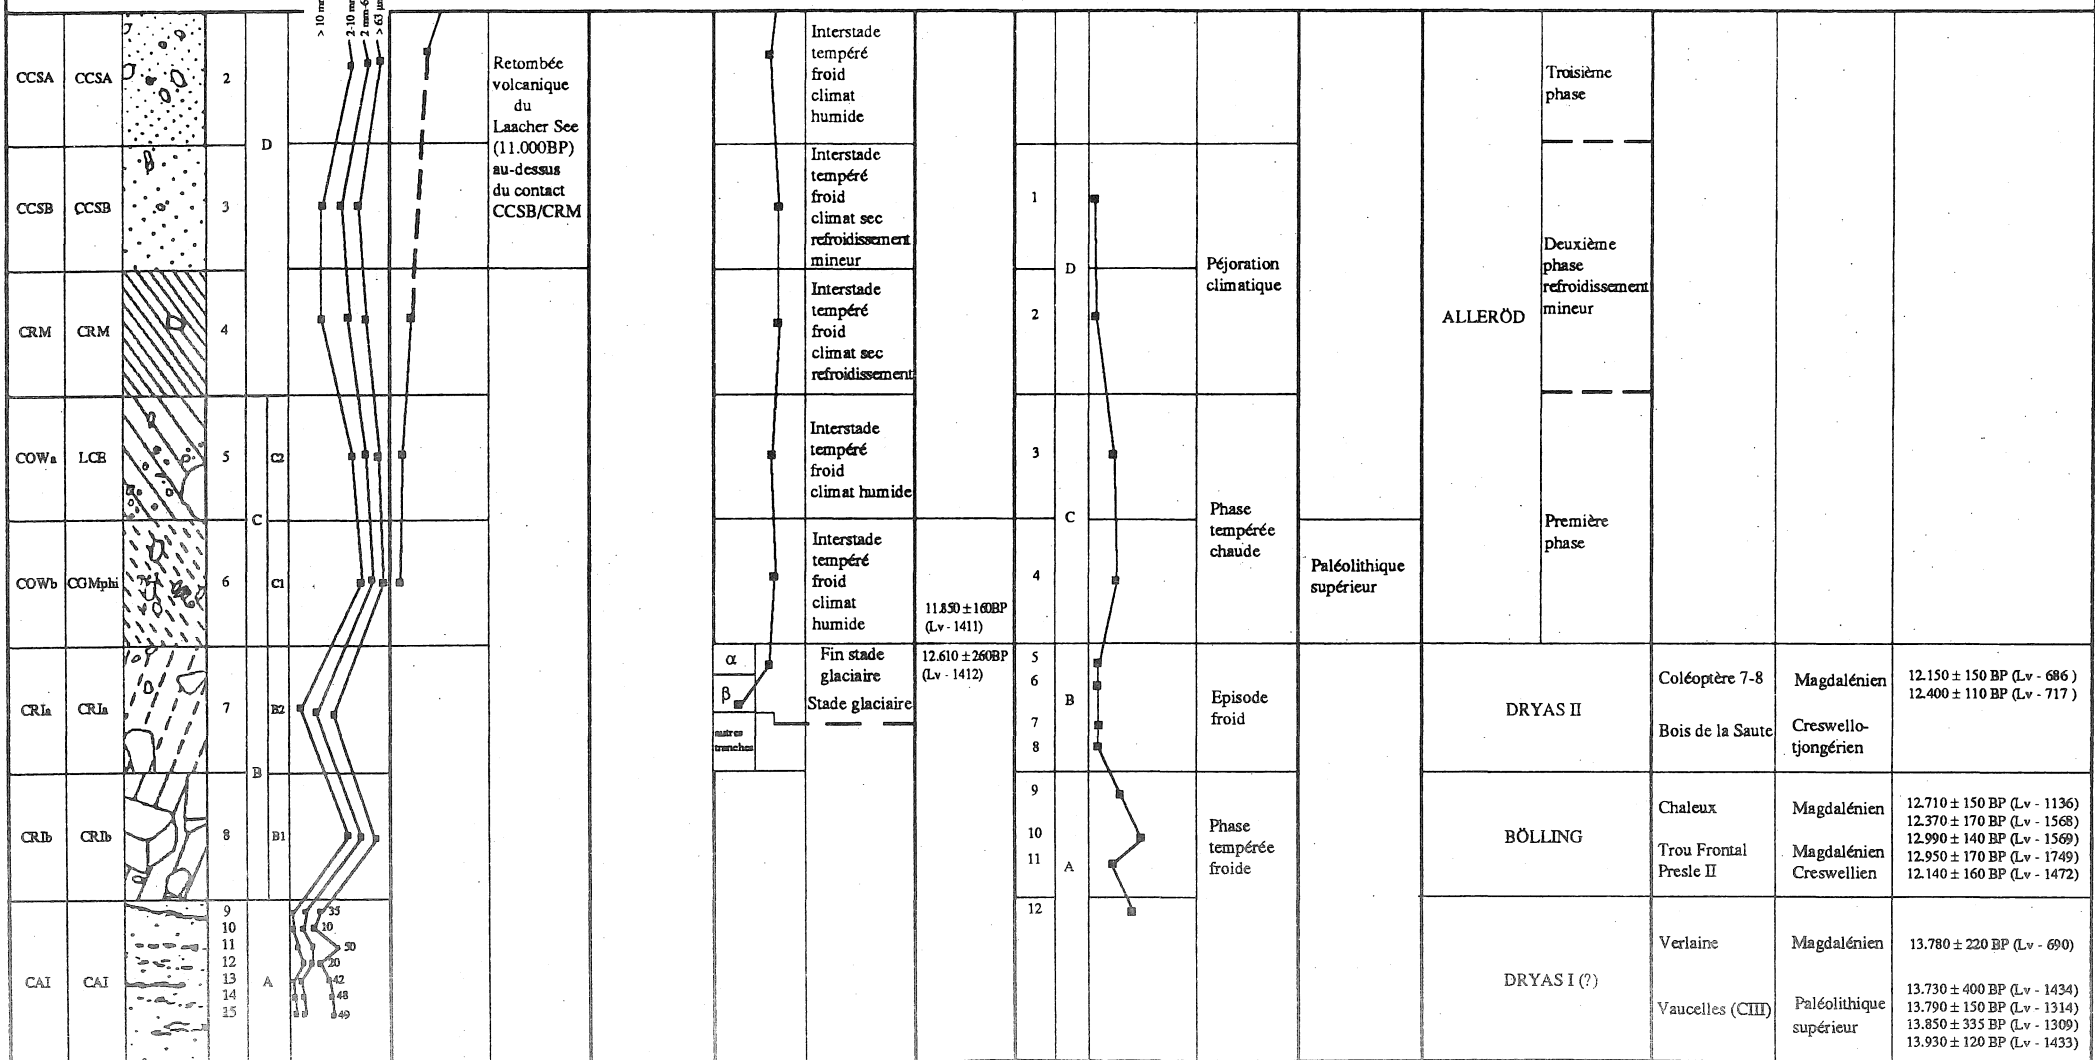 > 10 mm
2-10 mm
> 63 µm
CCSA
CCSA
2
CCSB
CCSB
3
CRM
CRM
4
COWa
LCE
5
COWb
CGMphi
6
CRIa
CRIa
7
CRIb
CRIb
8
CAI
CAI
9
10
11
12
13
14
15
D
C
C2
C1
B
B2
B1
A
35
10
50
20
42
48
49
Retombée
volcanique
du
Laacher See
(11.000BP)
au-dessus
du contact
CCSB/CRM
α
β
autres
tranches
Interstade
tempéré
froid
climat
humide
Interstade
tempéré
froid
climat sec
refroidissement
mineur
Interstade
tempéré
froid
climat sec
refroidissement
Interstade
tempéré
froid
climat humide
Interstade
tempéré
froid
climat
humide
Fin stade
glaciaire
Stade glaciaire
11.850 ± 160BP
(Lv - 1411)
12.610 ± 260BP
(Lv - 1412)
1
2
3
4
5
6
7
8
9
10
11
12
D
C
B
A
Péjoration
climatique
Phase
tempérée
chaude
Episode
froid
Phase
tempérée
froide
Paléolithique
supérieur
ALLERÖD
DRYAS II
BÖLLING
DRYAS I (?)
Troisième
phase
Deuxième
phase
refroidissement
mineur
Première
phase
Coléoptère 7-8
Magdalénien
12.150 ± 150 BP (Lv - 686 )
12.400 ± 110 BP (Lv - 717 )
Bois de la Saute
Creswello-
tjongérien
Chaleux
Magdalénien
12.710 ± 150 BP (Lv - 1136)
12.370 ± 170 BP (Lv - 1568)
12.990 ± 140 BP (Lv - 1569)
Trou Frontal
Magdalénien
12.950 ± 170 BP (Lv - 1749)
Presle II
Creswellien
12.140 ± 160 BP (Lv - 1472)
Verlaine
Magdalénien
13.780 ± 220 BP (Lv - 690)
Vaucelles (CIII)
Paléolithique
supérieur
13.730 ± 400 BP (Lv - 1434)
13.790 ± 150 BP (Lv - 1314)
13.850 ± 335 BP (Lv - 1309)
13.930 ± 120 BP (Lv - 1433)